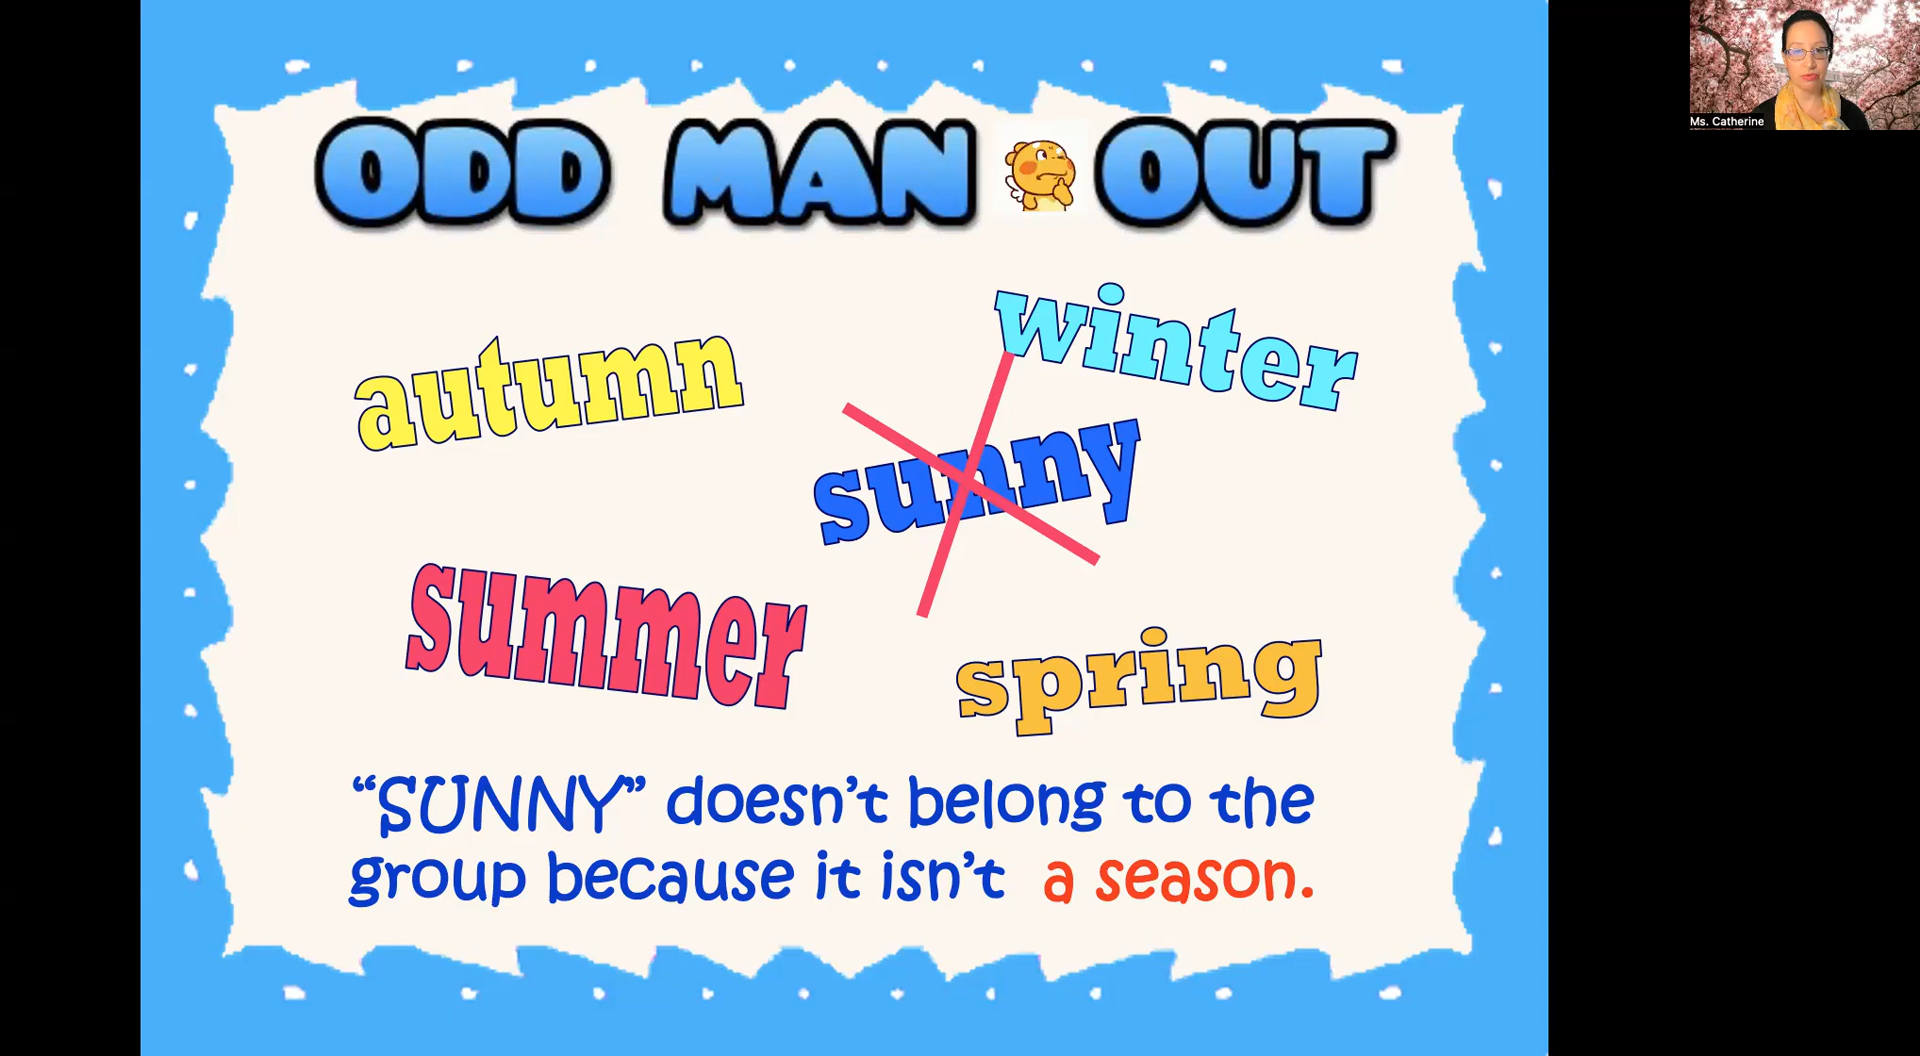 ODD MAN OUT
autumn
winter
sunny
summer
spring
“SUNNY” doesn’t belong to the
group because it isn’t a season.
Ms. Catherine